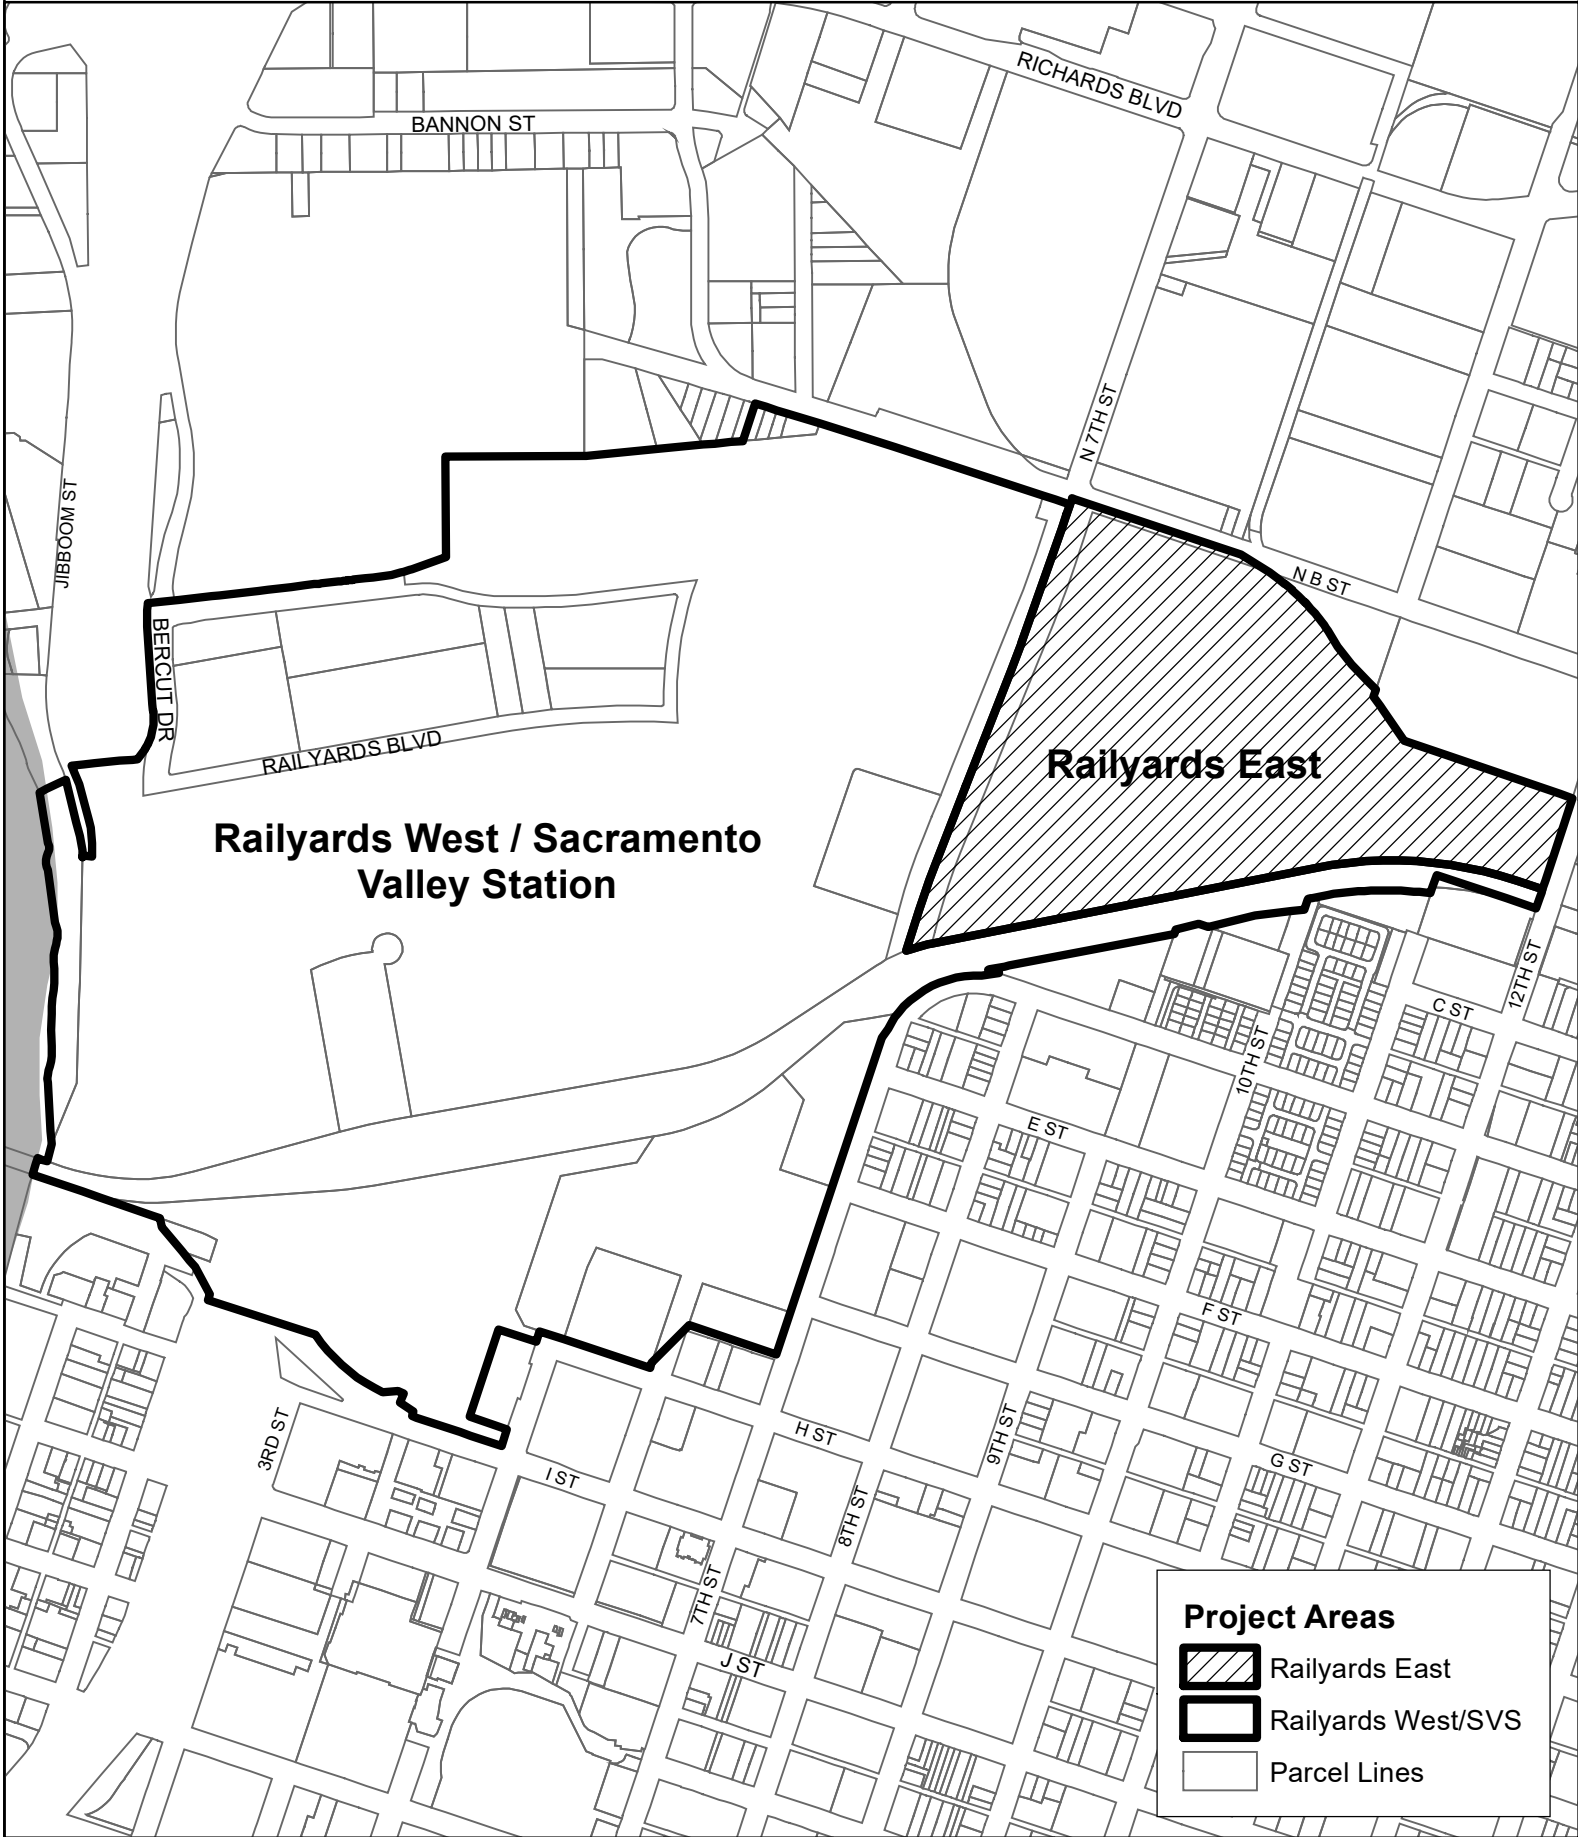 RICHARDS BLVD
BANNON ST
N 7TH ST
JIBBOOM ST
N B ST
BERCUT DR
RAILYARDS BLVD
Railyards East
Railyards West / Sacramento
Valley Station
12TH ST
C ST
10TH ST
E ST
F ST
3RD ST
9TH ST
H ST
G ST
I ST
8TH ST
7TH ST
J ST
Project Areas
Railyards East
Railyards West/SVS
Parcel Lines